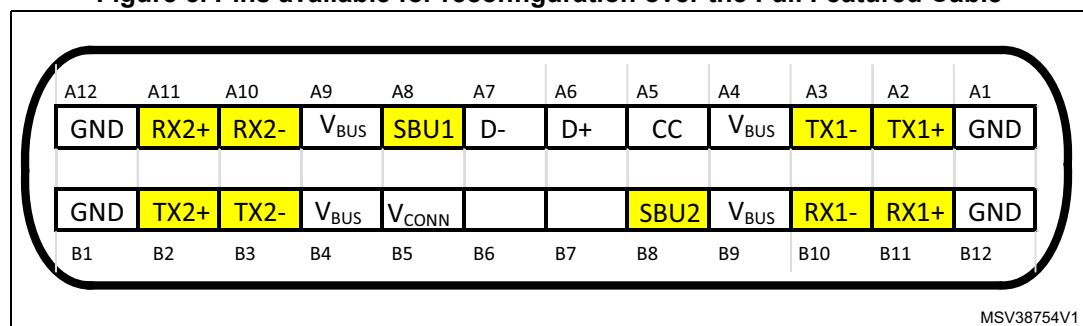 Figure 6. Pins available for reconfiguration over the Full Featured Cable
A12 A11 A10 A9 A8 A7 A6 A5 A4 A3 A2 A1
GND RX2+ RX2- VBUS SBU1 D- D+ CC VBUS TX1- TX1+ GND
GND TX2+ TX2- VBUS VCONN SBU2 VBUS RX1- RX1+ GND
B1 B2 B3 B4 B5 B6 B7 B8 B9 B10 B11 B12
MSV38754V1